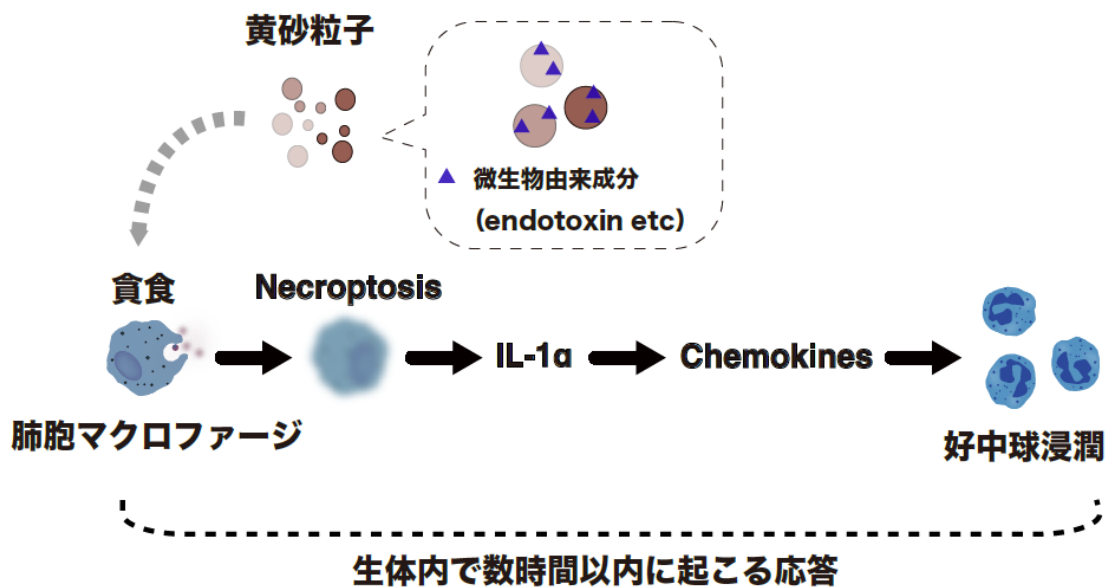 黄砂粒子
微生物由来成分
(endotoxin etc)
貪食
Necroptosis
IL-1α
Chemokines
肺胞マクロファージ
好中球浸潤
生体内で数時間以内に起こる応答